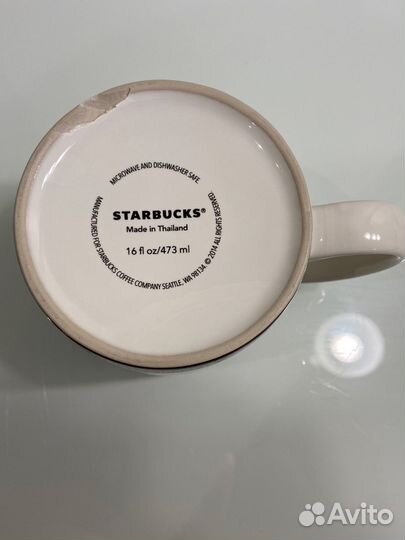 MICROWAVE AND DISHWASHER SAFE.
STARBUCKS®
Made in Thailand
16 fl oz/473 ml
MANUFACTURED FOR STARBUCKS COFFEE COMPANY SEATTLE, WA 98134 © 2014 ALL RIGHTS RESERVED.
Avito